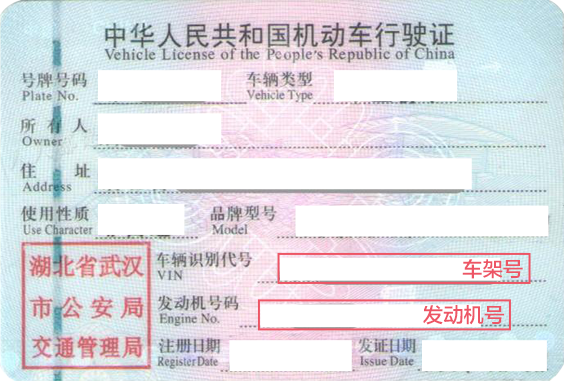 中华人民共和国机动车行驶证
Vehicle License of the People's Republic of China
号牌号码 车辆类型
Plate No. Vehicle Type
所有人
Owner
住址
Address
使用性质 品牌型号
Use Character Model
湖北省武汉
市公安局
交通管理局
车辆识别代号 车架号
VIN
发动机号码 发动机号
Engine No.
注册日期 发证日期
Register Date Issue Date